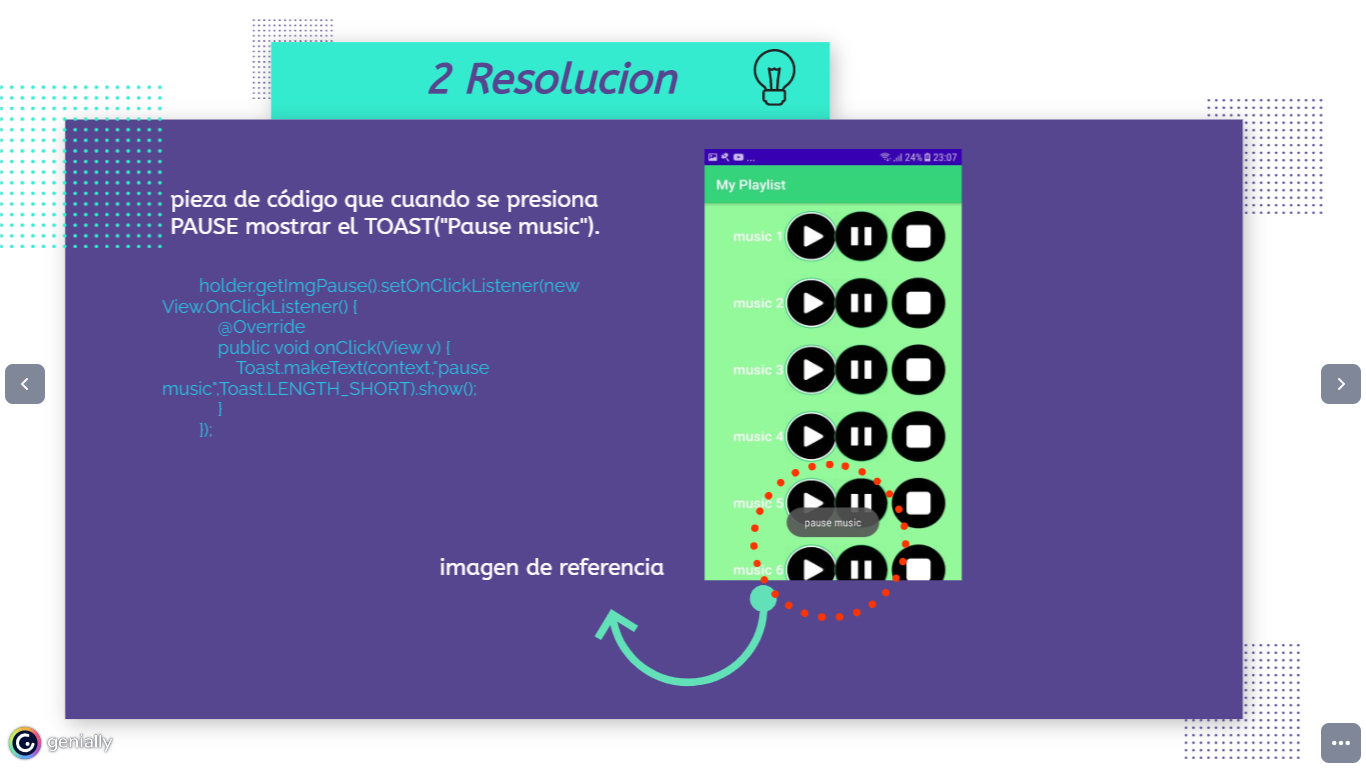 2 Resolucion
pieza de código que cuando se presiona
PAUSE mostrar el TOAST("Pause music").
holder.getImgPause().setOnClickListener(new
View.OnClickListener() {
@Override
public void onClick(View v) {
Toast.makeText(context,"pause
music",Toast.LENGTH_SHORT).show();
}
});
imagen de referencia
... 24% 23:07
My Playlist
music 1
music 2
music 3
music 4
music 5
pause music
music 6
genially